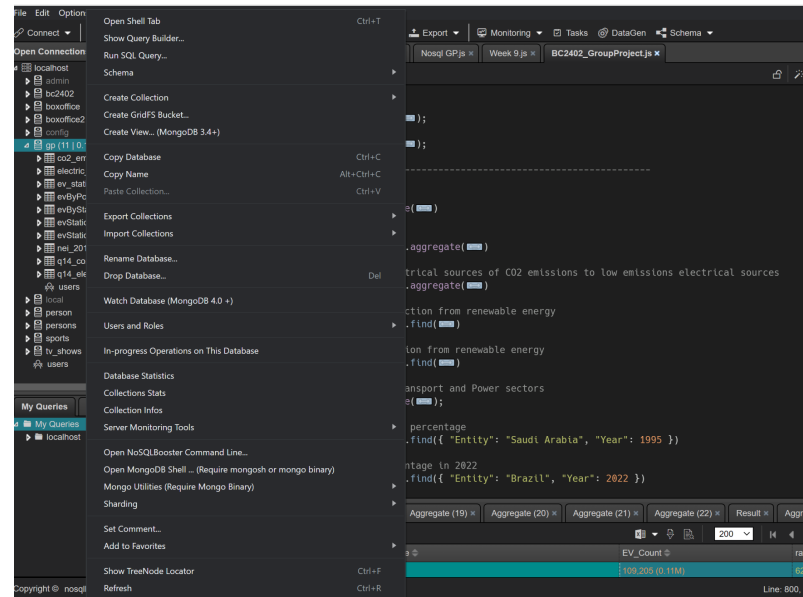 File Edit Option
Connect
Export Monitoring Tasks DataGen Schema
Open Connection
Nosql GP.js × Week 9.js × BC2402_GroupProject.js ×
localhost
admin
bc2402
boxoffice
boxoffice2
config
gp (11 | 0.
co2_em
electric_
ev_stati
evByPo
evBySta
evStatic
evStatic
nei_201
q14_co
q14_ele
users
local
person
persons
sports
tv_shows
users
My Queries
My Queries
localhost
Copyright © nosql
Open Shell Tab Ctrl+T
Show Query Builder...
Run SQL Query...
Schema
Create Collection
Create GridFS Bucket...
Create View... (MongoDB 3.4+)
Copy Database Ctrl+C
Copy Name Alt+Ctrl+C
Paste Collection... Ctrl+V
Export Collections
Import Collections
Rename Database...
Drop Database... Del
Watch Database (MongoDB 4.0 +)
Users and Roles
In-progress Operations on This Database
Database Statistics
Collections Stats
Collection Infos
Server Monitoring Tools
Open NoSQLBooster Command Line...
Open MongoDB Shell ... (Require mongosh or mongo binary)
Mongo Utilities (Require Mongo Binary)
Sharding
Set Comment...
Add to Favorites
Show TreeNode Locator Ctrl+F
Refresh Ctrl+R
);
);
------------------------------------------------
e( )
.aggregate( )
trical sources of CO2 emissions to low emissions electrical sources
.aggregate( )
ction from renewable energy
.find( )
ion from renewable energy
.find( )
ansport and Power sectors
e( );
percentage
.find({ "Entity": "Saudi Arabia", "Year": 1995 })
ntage in 2022
.find({ "Entity": "Brazil", "Year": 2022 })
Aggregate (19) × Aggregate (20) × Aggregate (21) × Aggregate (22) × Result × Aggr
200
e EV_Count ra
109,205 (0.11M) 62
Line: 800,